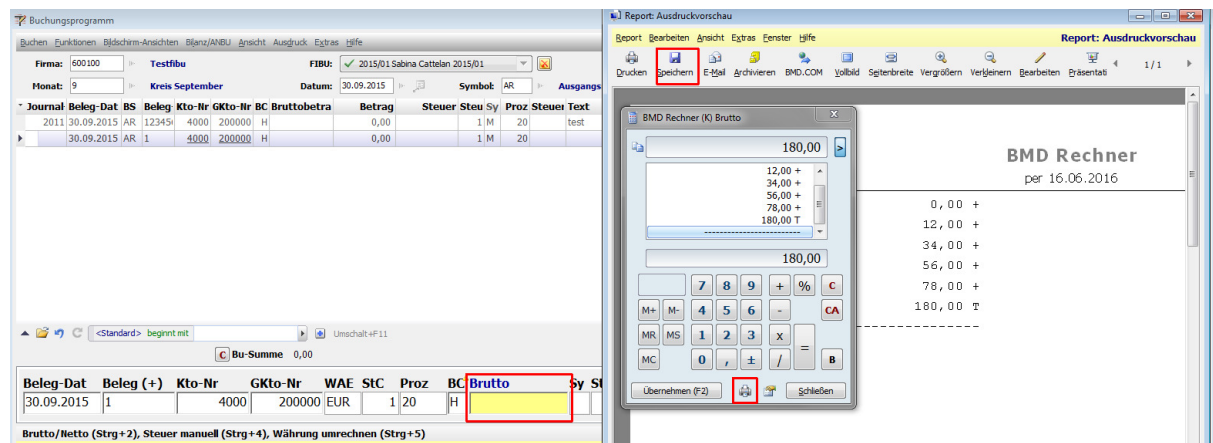 Buchungsprogramm
Buchen Funktionen Bildschirm-Ansichten Bilanz/ANBU Ansicht Ausdruck Extras Hilfe
Firma: 600100 Testfibu FIBU: 2015/01 Sabina Cattelan 2015/01
Monat: 9 Kreis September Datum: 30.09.2015 Symbol: AR Ausgangs
Journal Beleg-Dat BS Beleg- Kto-Nr GKto-Nr BC Bruttobetra Betrag Steuer Steu Sy Proz Steuer Text
2011 30.09.2015 AR 12345 4000 200000 H 0,00 1 M 20 test
30.09.2015 AR 1 4000 200000 H 0,00 1 M 20
<Standard> beginnt mit Umschalt+F11
C Bu-Summe 0,00
Beleg-Dat Beleg (+) Kto-Nr GKto-Nr WAE StC Proz BC Brutto Sy St
30.09.2015 1 4000 200000 EUR 1 20 H
Brutto/Netto (Strg+2), Steuer manuell (Strg+4), Währung umrechnen (Strg+5)
Report: Ausdruckvorschau
Report Bearbeiten Ansicht Extras Fenster Hilfe Report: Ausdruckvorschau
Drucken Speichern E-Mail Archivieren BMD.COM Vollbild Seitenbreite Vergrößern Verkleinern Bearbeiten Präsentati 1/1
BMD Rechner (K) Brutto
180,00 >
12,00 +
34,00 +
56,00 +
78,00 +
180,00 T
------------------------
180,00
7 8 9 + % C
M+ M- 4 5 6 - CA
MR MS 1 2 3 x =
MC 0 , ± / B
Übernehmen (F2) Schließen
BMD Rechner
per 16.06.2016
0,00 +
12,00 +
34,00 +
56,00 +
78,00 +
180,00 T
---------------